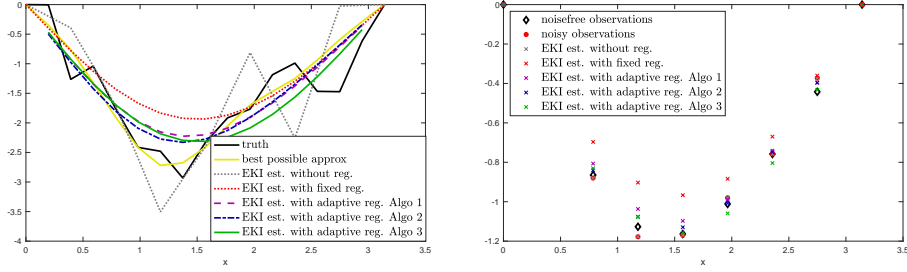 0
-0.5
-1
-1.5
-2
-2.5
-3
-3.5
-4
0
0.5
1
1.5
2
2.5
3
3.5
x
truth
best possible approx
EKI est. without reg.
EKI est. with fixed reg.
EKI est. with adaptive reg. Algo 1
EKI est. with adaptive reg. Algo 2
EKI est. with adaptive reg. Algo 3
0
-0.2
-0.4
-0.6
-0.8
-1
-1.2
0
0.5
1
1.5
2
2.5
3
3.5
x
noisefree observations
noisy observations
EKI est. without reg.
EKI est. with fixed reg.
EKI est. with adaptive reg. Algo 1
EKI est. with adaptive reg. Algo 2
EKI est. with adaptive reg. Algo 3